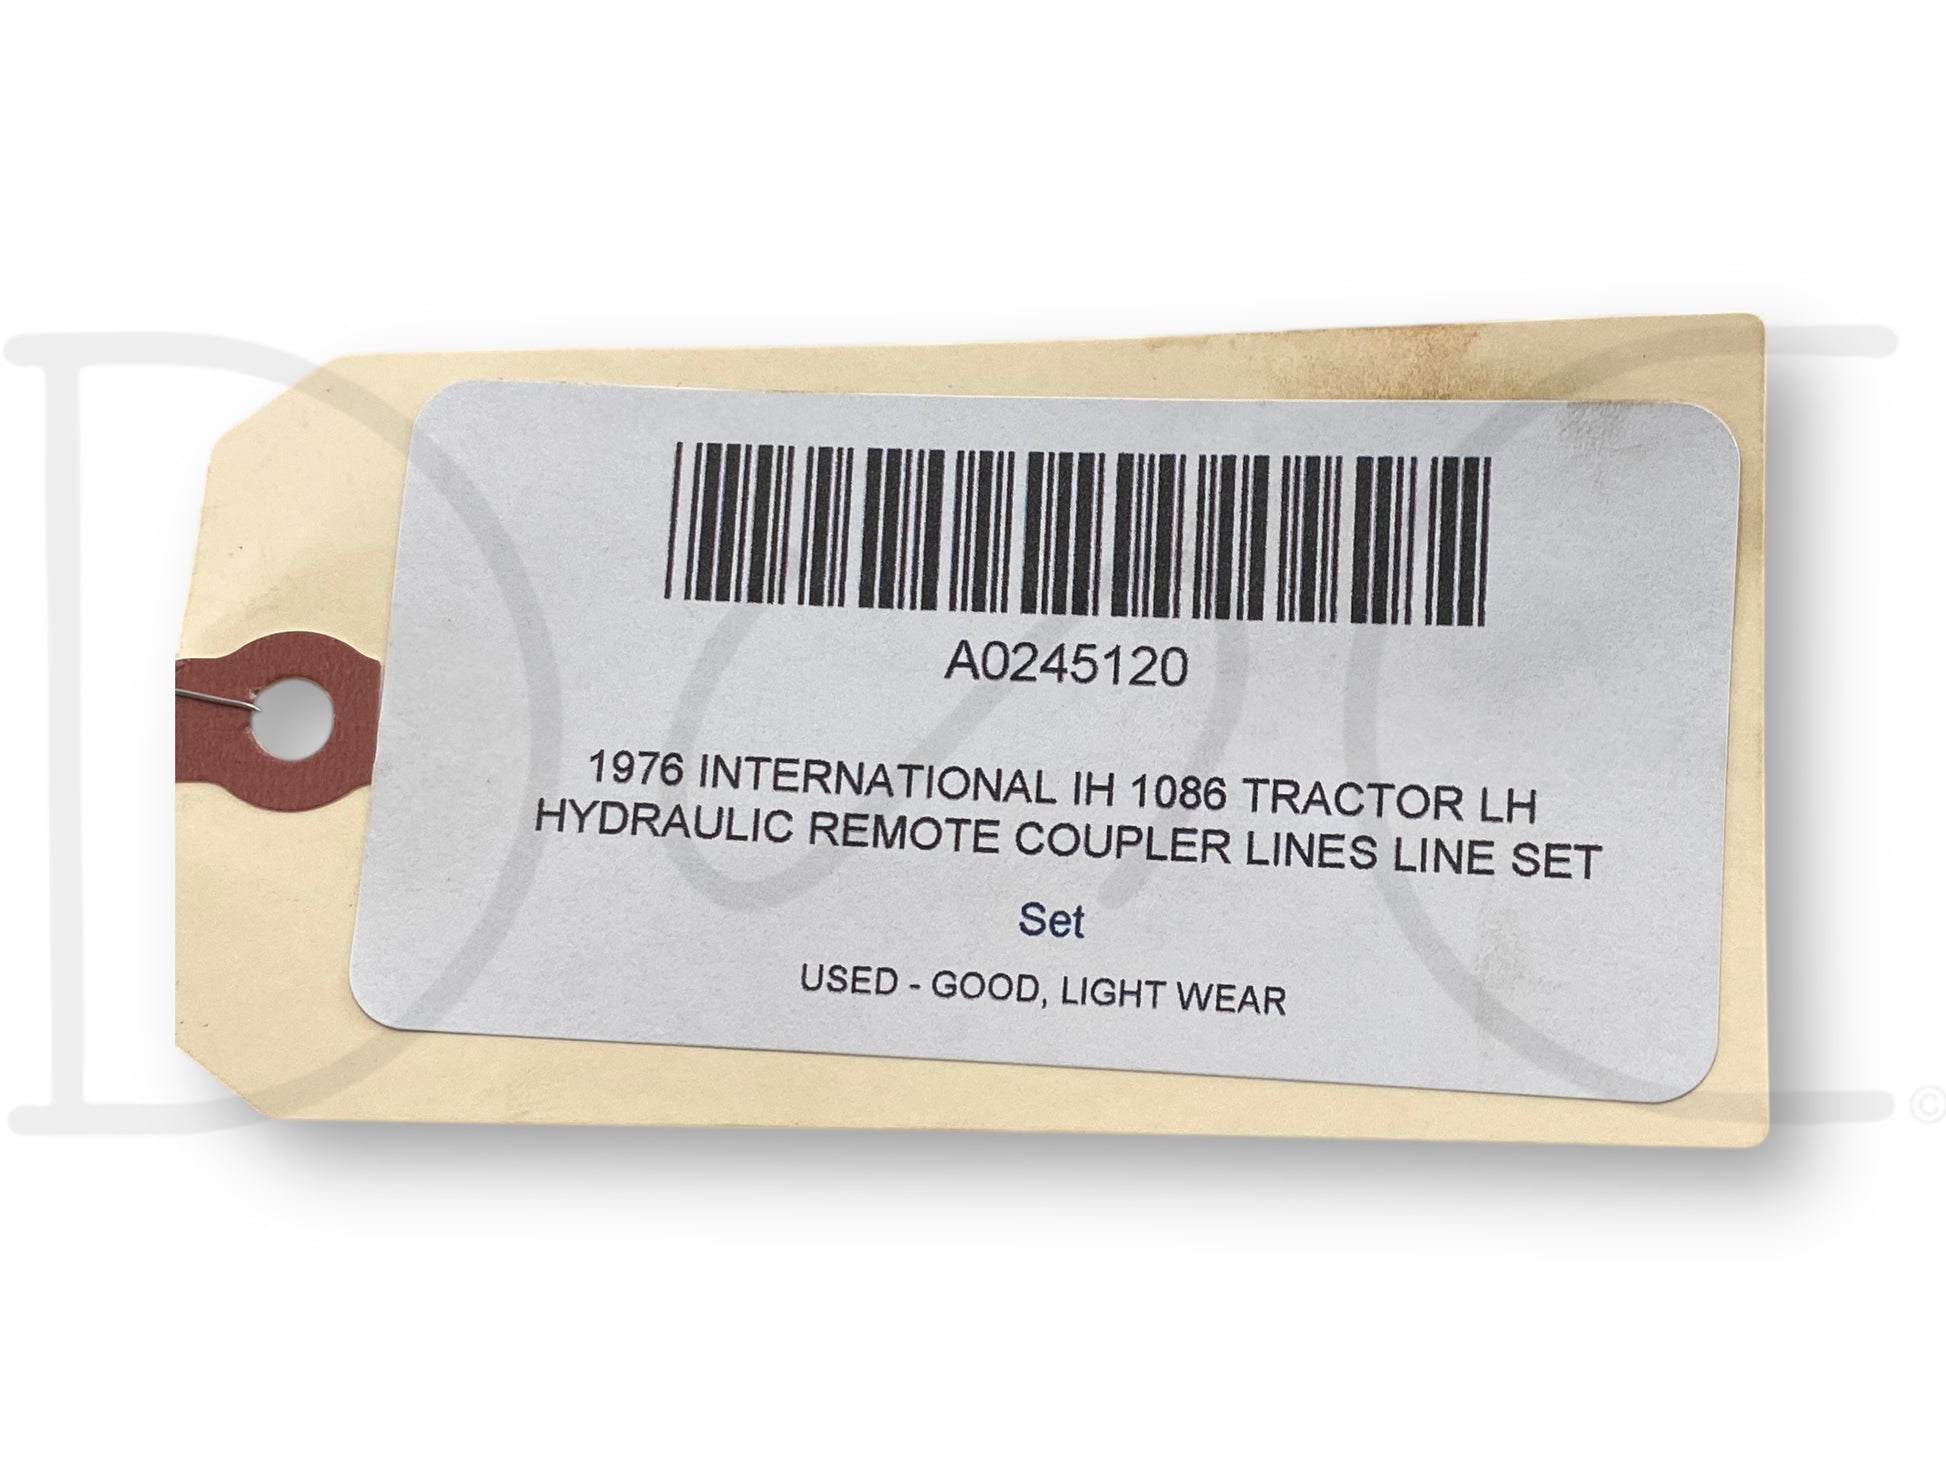 A0245120
1976 INTERNATIONAL IH 1086 TRACTOR LH
HYDRAULIC REMOTE COUPLER LINES LINE SET
Set
USED - GOOD, LIGHT WEAR
©